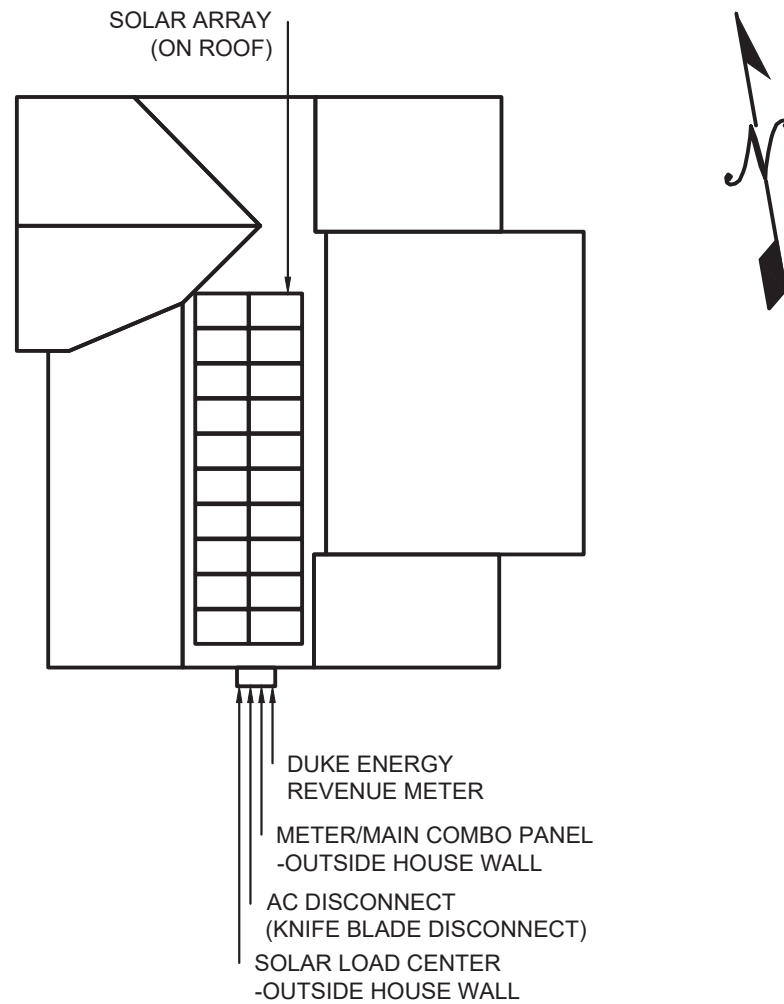 SOLAR ARRAY
(ON ROOF)
N
DUKE ENERGY
REVENUE METER
METER/MAIN COMBO PANEL
-OUTSIDE HOUSE WALL
AC DISCONNECT
(KNIFE BLADE DISCONNECT)
SOLAR LOAD CENTER
-OUTSIDE HOUSE WALL